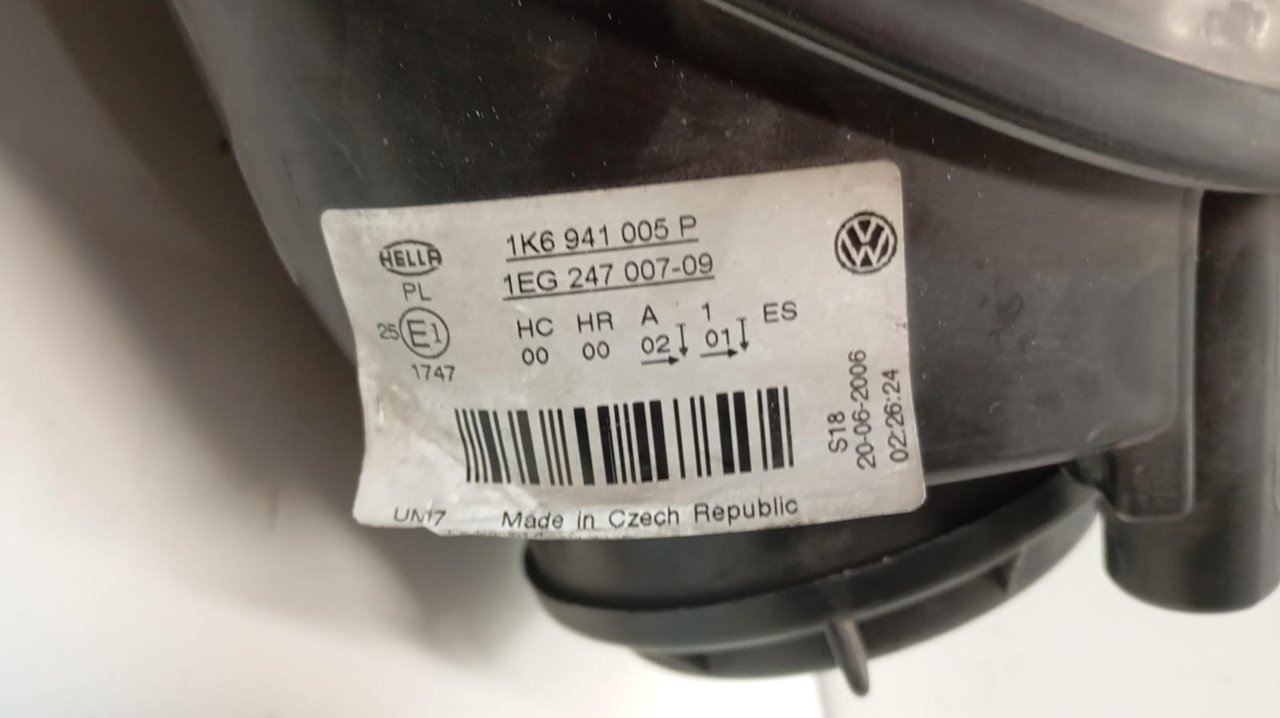 1K6 941 005 P
HELLA
1EG 247 007-09
PL
HC HR A 1 ES
25 E1
00 00 02 01
1747
S18
20-06-2006
02:26:24
UN17 Made in Czech Republic